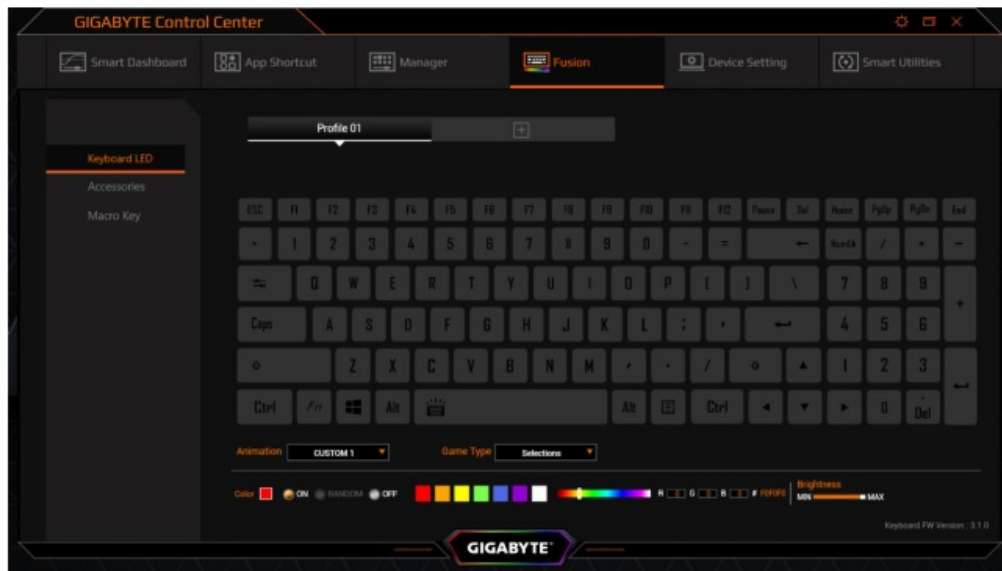 GIGABYTE Control Center
Smart Dashboard App Shortcut Manager Fusion Device Setting Smart Utilities
Profile 01
Keyboard LED
Accessories
Macro Key
ESC F1 F2 F3 F4 F5 F6 F7 F8 F9 F10 F11 F12 Pause Del Home PgUp PgDn End
1 2 3 4 5 6 7 8 9 0 - = ← / * -
Q W E R T Y U I O P [ ] \ 7 8 9 +
Caps A S D F G H J K L ; ' 4 5 6
Z X C V B N M , . / 1 2 3
Ctrl Fn Alt Alt Ctrl 0 . Del
Animation CUSTOM 1 Game Type Selections
Color ON RANDOM OFF R G B # F0F0F0 Brightness
MIN MAX
Keyboard FW Version : 3.1.0
GIGABYTE™